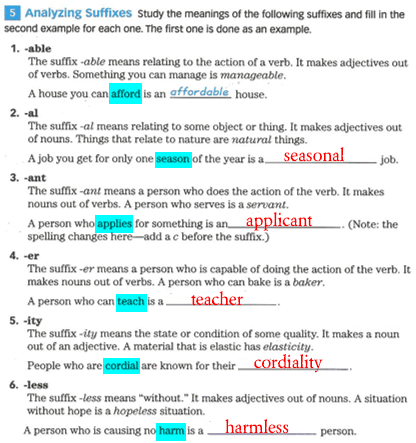 5 Analyzing Suffixes Study the meanings of the following suffixes and fill in the
second example for each one. The first one is done as an example.
1. -able
The suffix -able means relating to the action of a verb. It makes adjectives out
of verbs. Something you can manage is manageable.
A house you can afford is an affordable house.
2. -al
The suffix -al means relating to some object or thing. It makes adjectives out
of nouns. Things that relate to nature are natural things.
A job you get for only one season of the year is a seasonal job.
3. -ant
The suffix -ant means a person who does the action of the verb. It makes
nouns out of verbs. A person who serves is a servant.
A person who applies for something is an applicant. (Note: the
spelling changes here—add a c before the suffix.)
4. -er
The suffix -er means a person who is capable of doing the action of the verb. It
makes nouns out of verbs. A person who can bake is a baker.
A person who can teach is a teacher.
5. -ity
The suffix -ity means the state or condition of some quality. It makes a noun
out of an adjective. A material that is elastic has elasticity.
People who are cordial are known for their cordiality.
6. -less
The suffix -less means “without.” It makes adjectives out of nouns. A situation
without hope is a hopeless situation.
A person who is causing no harm is a harmless person.